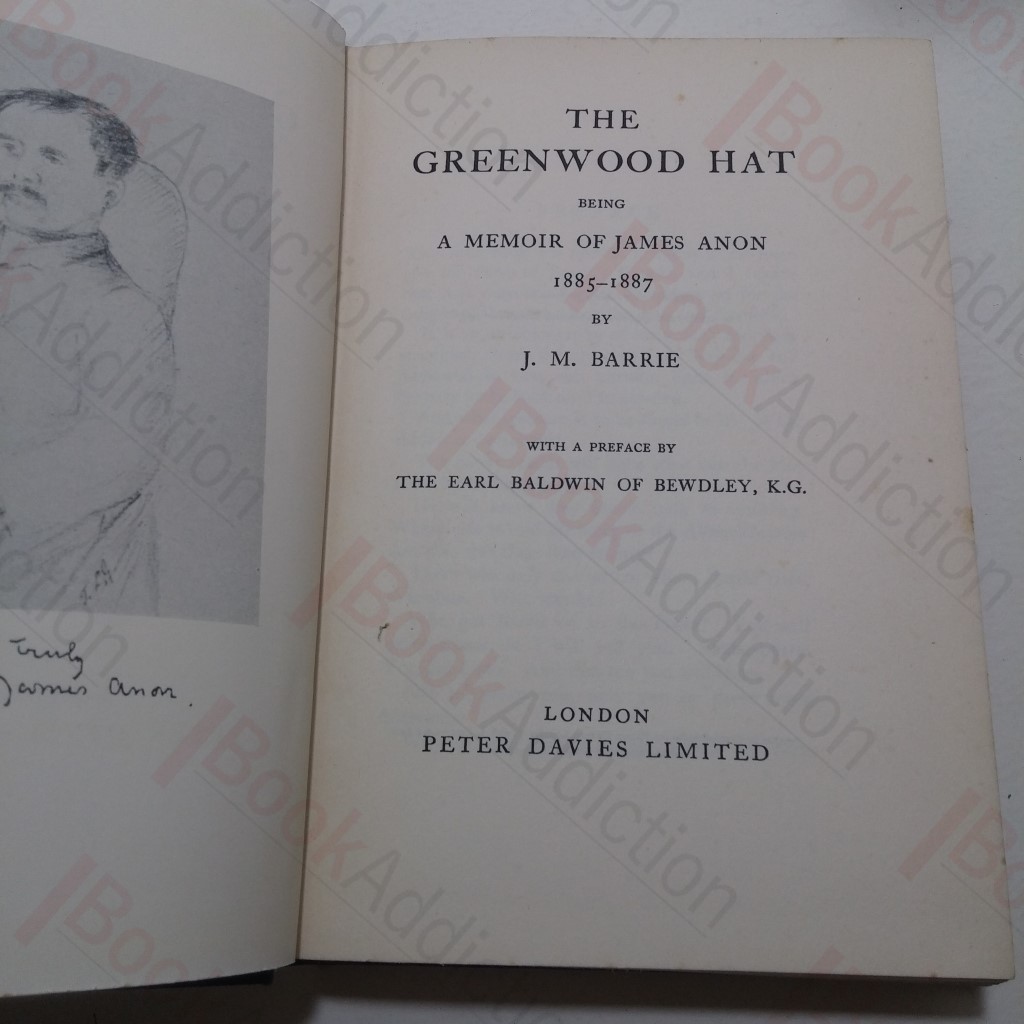 truly
James Anon.
THE
GREENWOOD HAT
BEING
A MEMOIR OF JAMES ANON
1885–1887
BY
J. M. BARRIE
WITH A PREFACE BY
THE EARL BALDWIN OF BEWDLEY, K.G.
LONDON
PETER DAVIES LIMITED
BookAddiction